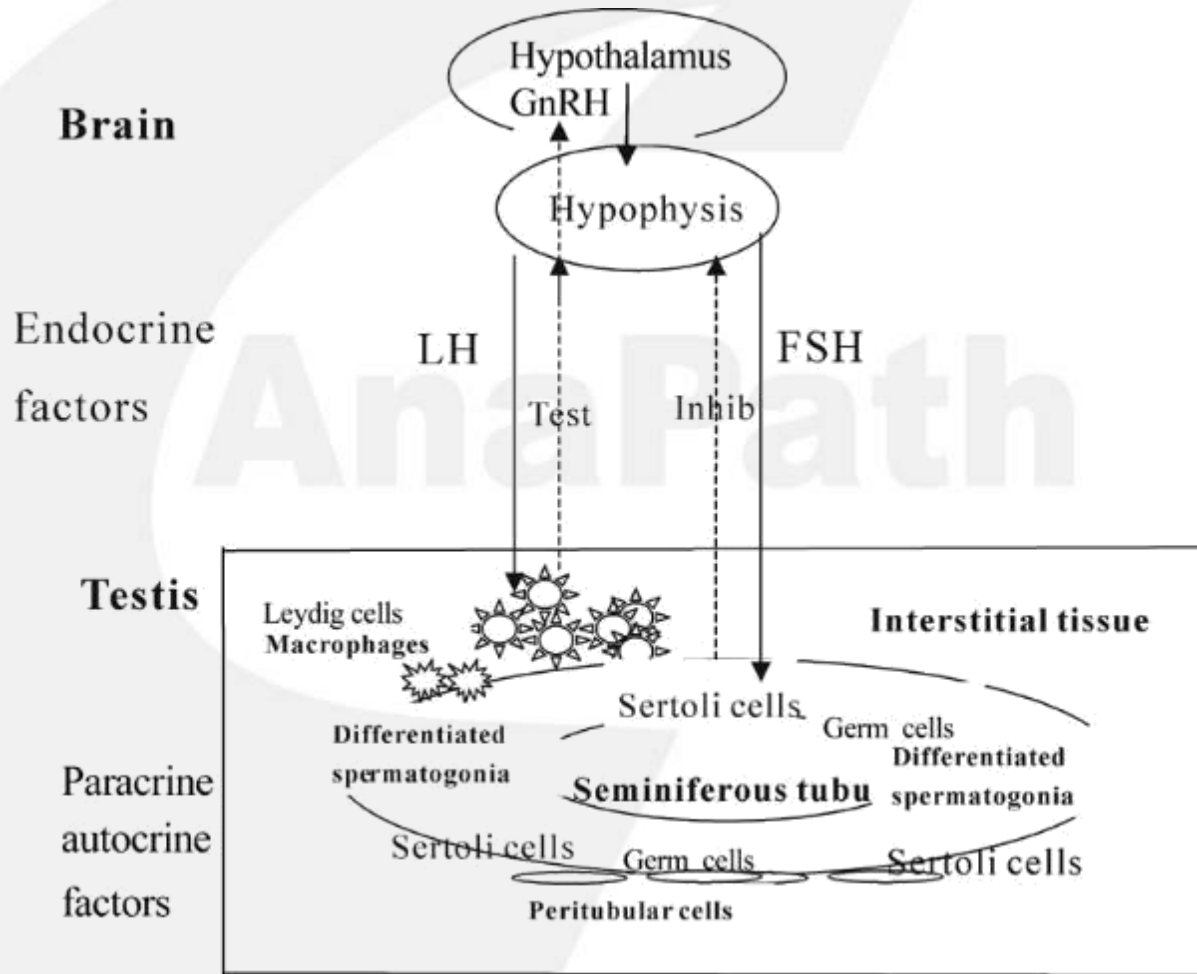 Hypothalamus
GnRH
Brain
Hypophysis
Endocrine
factors
LH
FSH
Test
Inhib
AnaPath
Testis
Leydig cells
Macrophages
Interstitial tissue
Sertoli cells
Germ cells
Differentiated
spermatogonia
Differentiated
spermatogonia
Seminiferous tubu
Paracrine
autocrine
factors
Sertoli cells
Germ cells
Sertoli cells
Peritubular cells